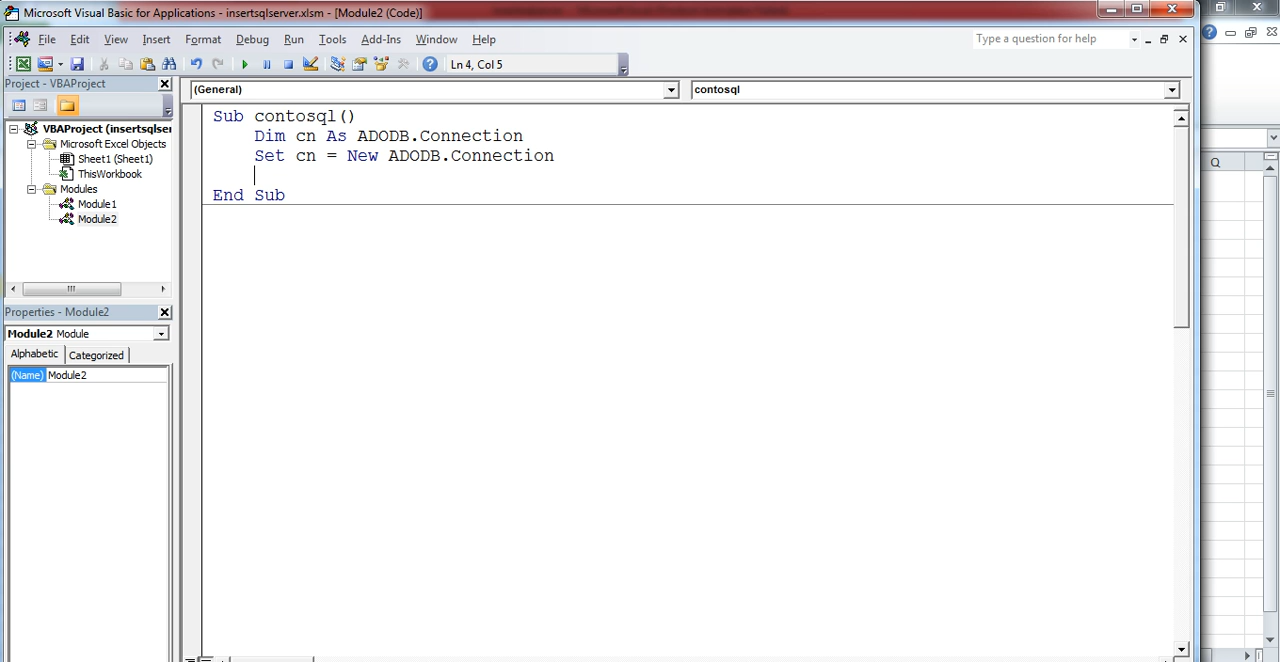 Microsoft Visual Basic for Applications - insertsqlserver.xlsm - [Module2 (Code)]
File Edit View Insert Format Debug Run Tools Add-Ins Window Help
Type a question for help
Ln 4, Col 5
Project - VBAProject
(General)
contosql
VBAProject (insertsqlser
Microsoft Excel Objects
Sheet1 (Sheet1)
ThisWorkbook
Modules
Module1
Module2
Sub contosql()
Dim cn As ADODB.Connection
Set cn = New ADODB.Connection
End Sub
Q
Properties - Module2
Module2 Module
Alphabetic Categorized
(Name) Module2